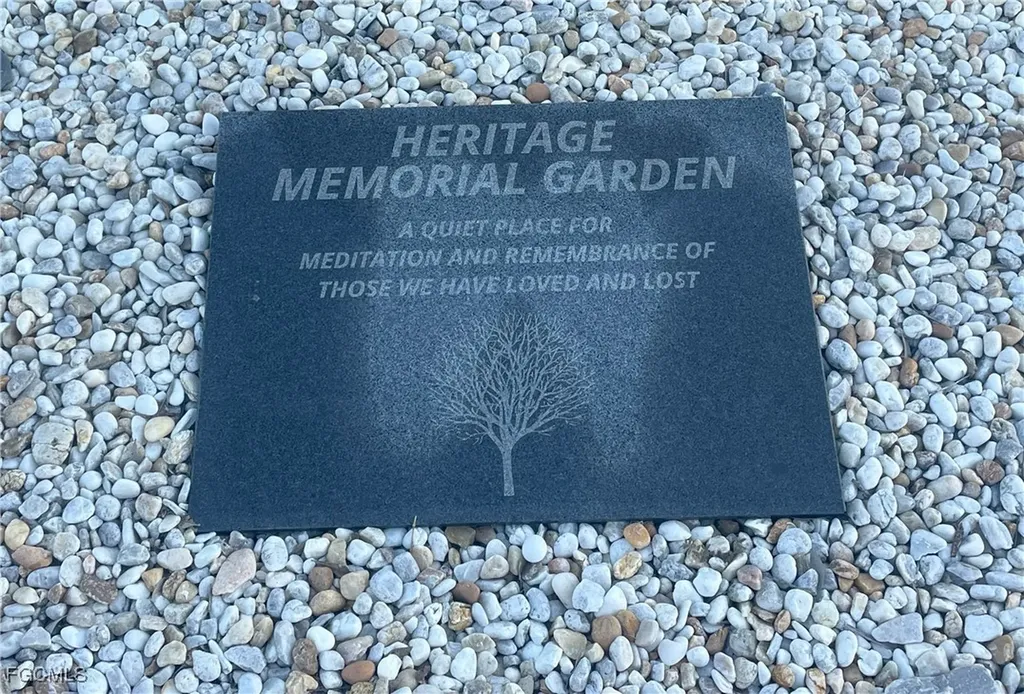 HERITAGE
MEMORIAL GARDEN
A QUIET PLACE FOR
MEDITATION AND REMEMBRANCE OF
THOSE WE HAVE LOVED AND LOST
FGCMLS